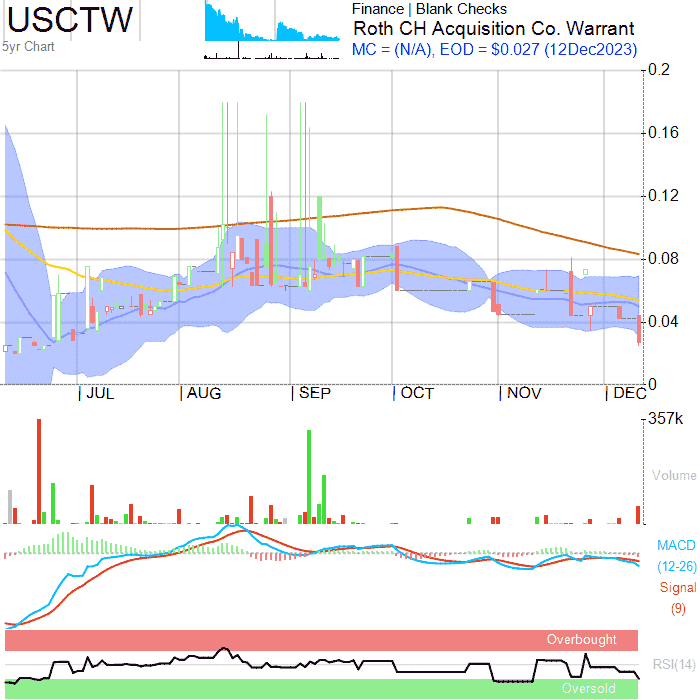 USCTW
5yr Chart
Finance | Blank Checks
Roth CH Acquisition Co. Warrant
MC = (N/A), EOD = $0.027 (12Dec2023)
0.2
0.16
0.12
0.08
0.04
0
JUL AUG SEP OCT NOV DEC
357k
Volume
MACD
(12-26)
Signal
(9)
Overbought
RSI(14)
Oversold